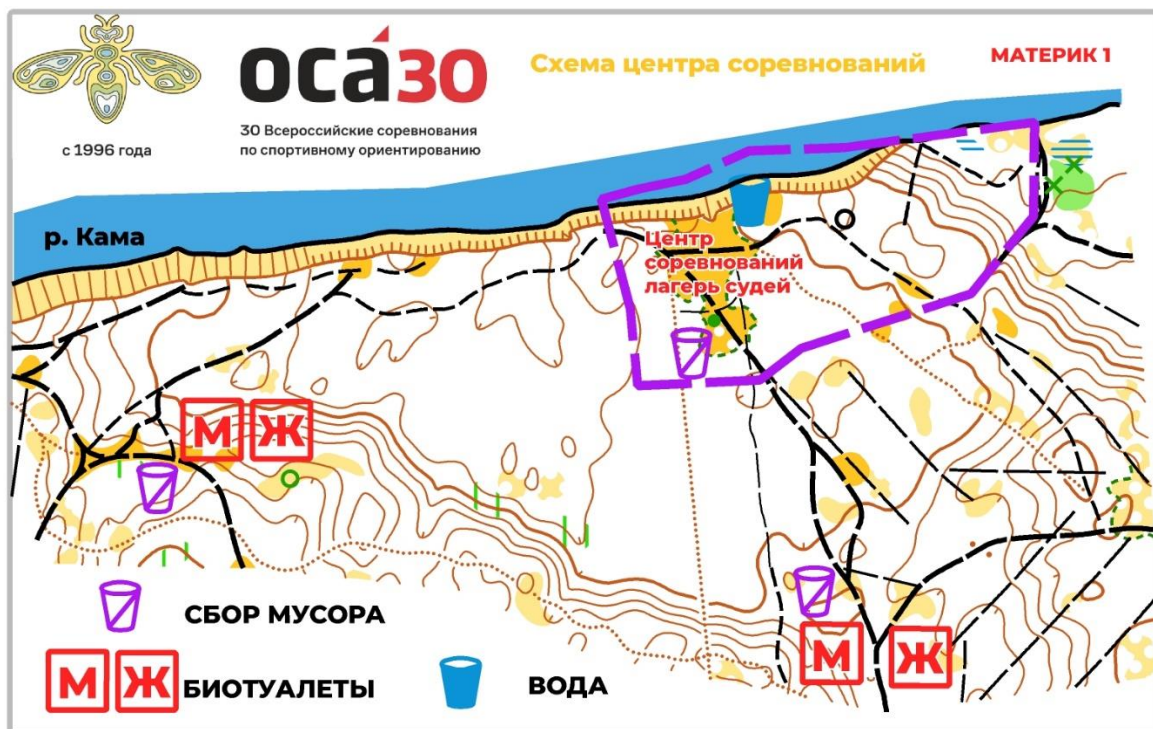 оса30
Схема центра соревнований
МАТЕРИК 1
с 1996 года
30 Всероссийские соревнования
по спортивному ориентированию
р. Кама
Центр
соревнований
лагерь судей
М Ж
СБОР МУСОРА
М Ж
М Ж БИОТУАЛЕТЫ
ВОДА